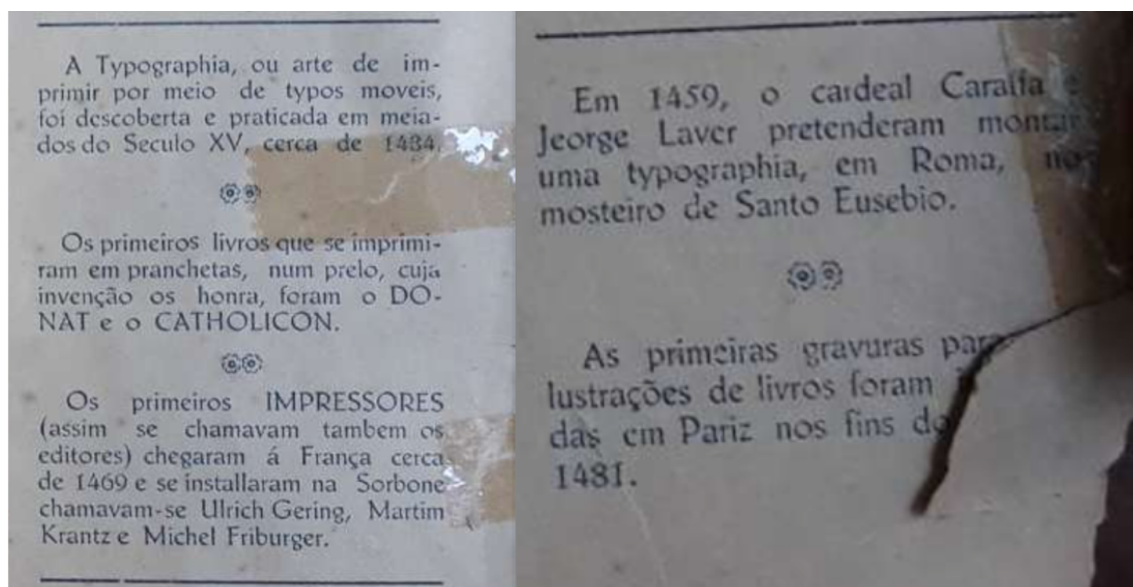 A Typographia, ou arte de im-
primir por meio de typos moveis,
foi descoberta e praticada em meia-
dos do Seculo XV, cerca de 1434.
Os primeiros livros que se imprimi-
ram em pranchetas, num prelo, cuja
invenção os honra, foram o DO-
NAT e o CATHOLICON.
Os primeiros IMPRESSORES
(assim se chamavam tambem os
editores) chegaram á França cerca
de 1469 e se installaram na Sorbone
chamavam-se Ulrich Gering, Martim
Krantz e Michel Friburger.
Em 1459, o cardeal Caraffa e
Jeorge Laver pretenderam montar
uma typographia, em Roma, no
mosteiro de Santo Eusebio.
As primeiras gravuras para
lustrações de livros foram
das em Pariz nos fins do
1481.